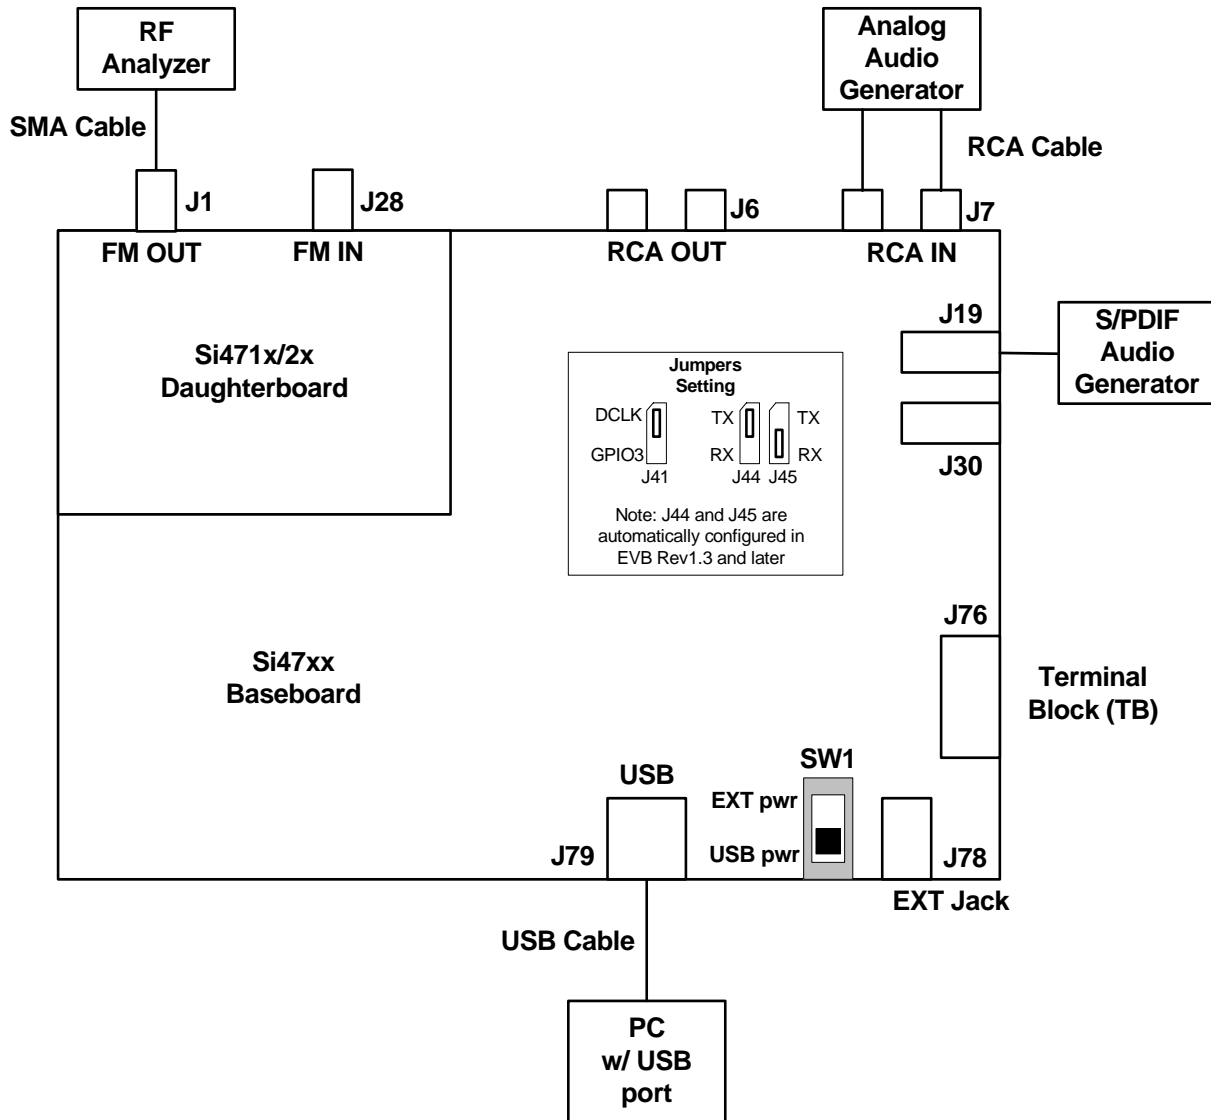 RF
Analyzer
Analog
Audio
Generator
SMA Cable
RCA Cable
J1
J28
J6
J7
FM OUT
FM IN
RCA OUT
RCA IN
J19
S/PDIF
Audio
Generator
Si471x/2x
Daughterboard
Jumpers
Setting
DCLK
TX
TX
GPIO3
RX
RX
J41
J44
J45
J30
Note: J44 and J45 are
automatically configured in
EVB Rev1.3 and later
J76
Si47xx
Baseboard
Terminal
Block (TB)
SW1
USB
EXT pwr
USB pwr
J79
J78
EXT Jack
USB Cable
PC
w/ USB
port